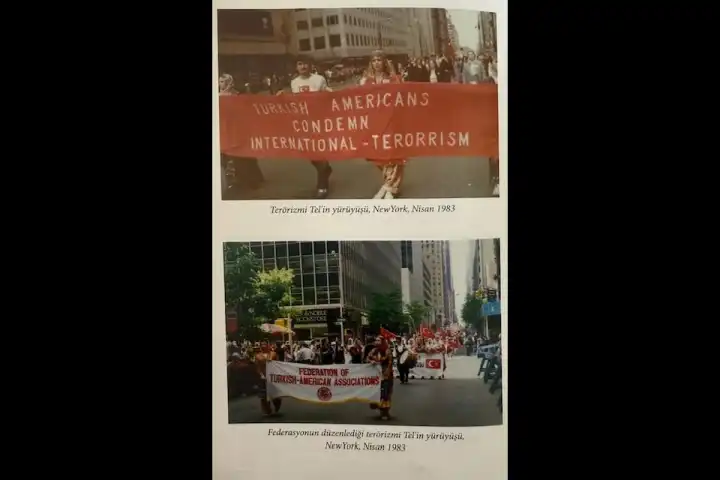 TURKISH AMERICANS
CONDEMN
INTERNATIONAL-TERORRISM
Terörizmi Tel'in yürüyüşü, NewYork, Nisan 1983
BOOKSTORE
FEDERATION OF
TURKISH-AMERICAN ASSOCIATIONS
Federasyonun düzenlediği terörizmi Tel'in yürüyüşü,
NewYork, Nisan 1983